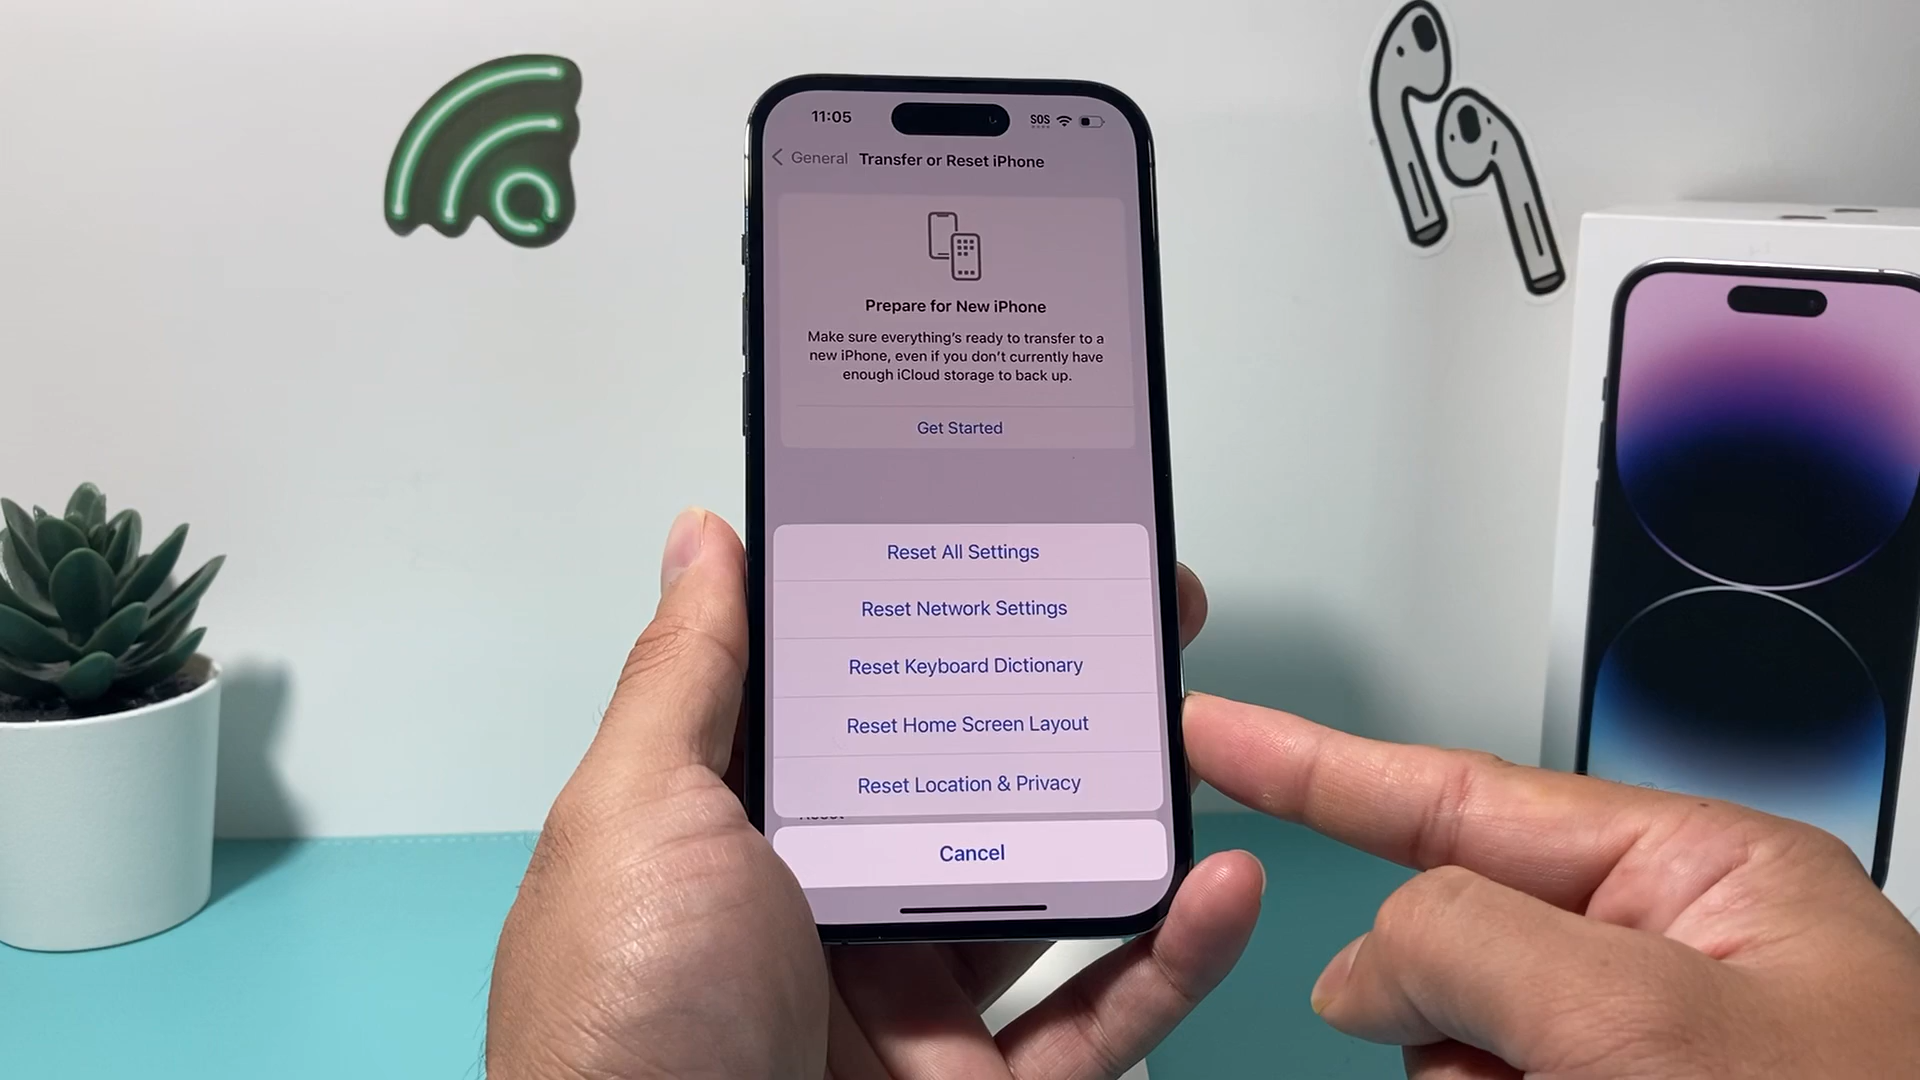 11:05
SOS
General Transfer or Reset iPhone
Prepare for New iPhone
Make sure everything's ready to transfer to a
new iPhone, even if you don't currently have
enough iCloud storage to back up.
Get Started
Reset All Settings
Reset Network Settings
Reset Keyboard Dictionary
Reset Home Screen Layout
Reset Location & Privacy
Cancel